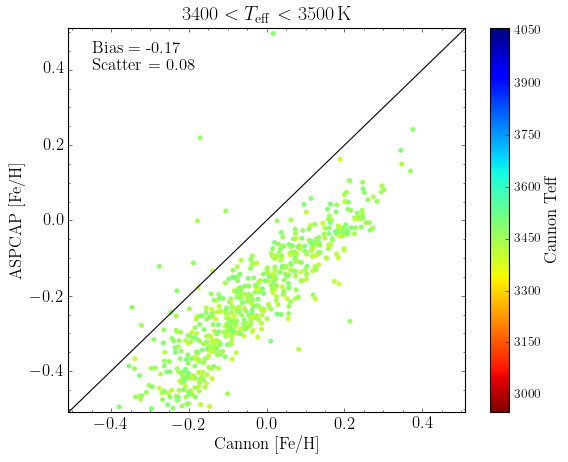 3400 < T_eff < 3500 K
Bias = -0.17
Scatter = 0.08
ASPCAP [Fe/H]
0.4
0.2
0.0
−0.2
−0.4
−0.4 −0.2 0.0 0.2 0.4
Cannon [Fe/H]
4050
3900
3750
3600
3450
3300
3150
3000
Cannon Teff